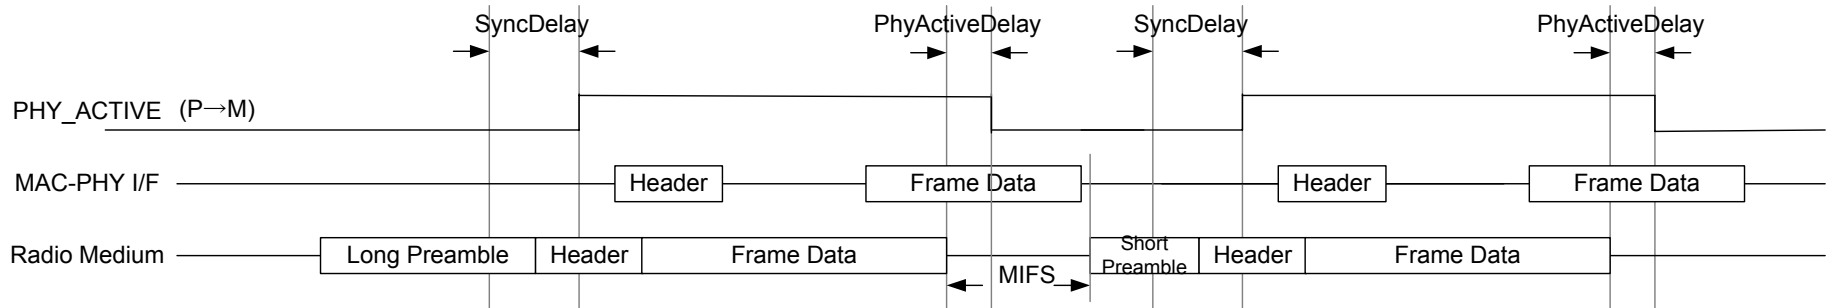 SyncDelay PhyActiveDelay SyncDelay PhyActiveDelay
PHY_ACTIVE (P→M)
MAC-PHY I/F Header Frame Data Header Frame Data
Radio Medium Long Preamble Header Frame Data Short Preamble Header Frame Data
MIFS